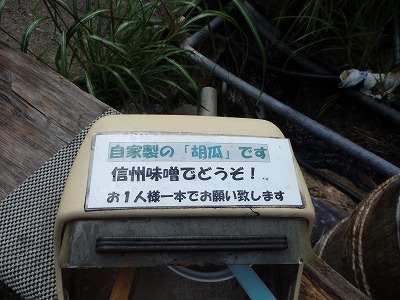 自家製の「胡瓜」です
信州味噌でどうぞ！
お１人様一本でお願い致します